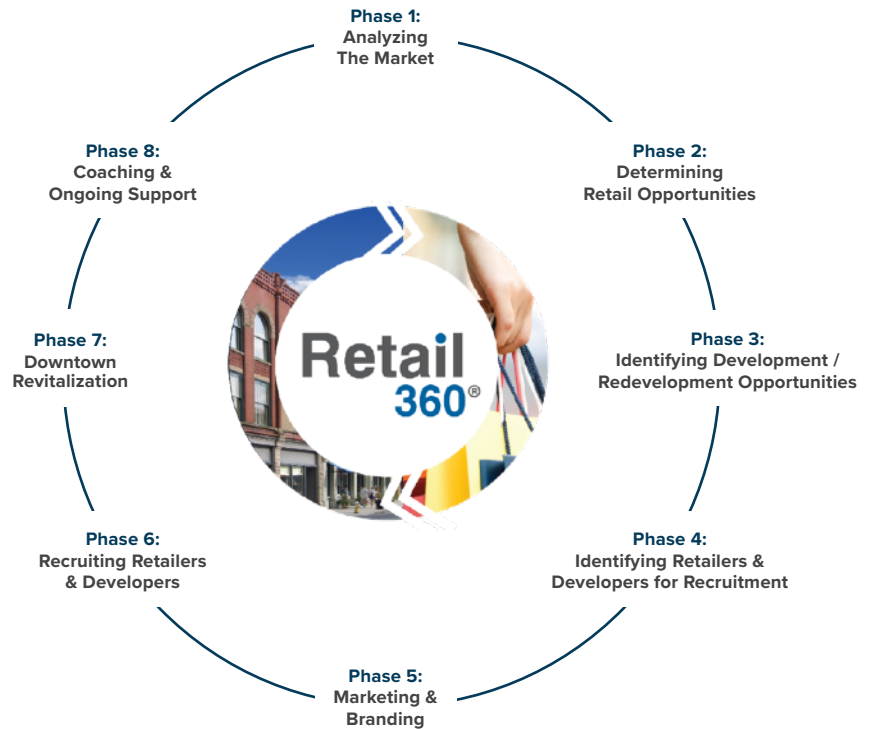 Phase 1:
Analyzing
The Market
Phase 2:
Determining
Retail Opportunities
Phase 3:
Identifying Development /
Redevelopment Opportunities
Phase 4:
Identifying Retailers &
Developers for Recruitment
Phase 5:
Marketing &
Branding
Phase 6:
Recruiting Retailers
& Developers
Phase 7:
Downtown
Revitalization
Phase 8:
Coaching &
Ongoing Support
Retail
360®